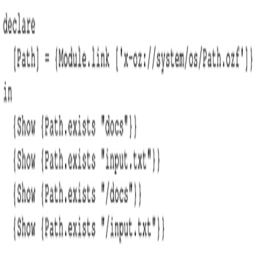 declare
[Path] = {Module.link ['x-oz://system/os/Path.ozf']}
in
{Show {Path.exists "docs"}}
{Show {Path.exists "input.txt"}}
{Show {Path.exists "/docs"}}
{Show {Path.exists "/input.txt"}}